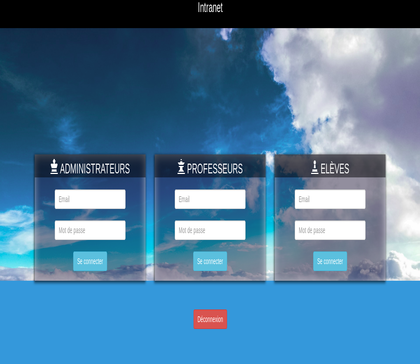 Intranet
ADMINISTRATEURS
PROFESSEURS
ELÈVES
Email
Email
Email
Mot de passe
Mot de passe
Mot de passe
Se connecter
Se connecter
Se connecter
Déconnexion